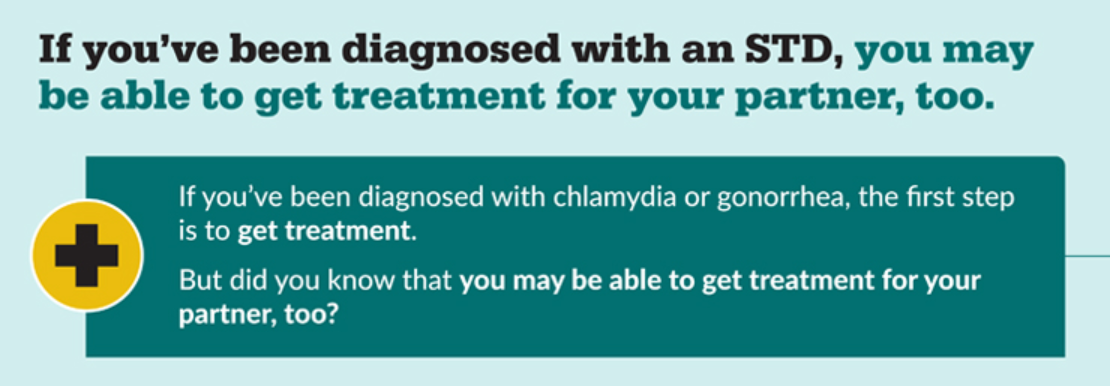 If you’ve been diagnosed with an STD, you may
be able to get treatment for your partner, too.
If you’ve been diagnosed with chlamydia or gonorrhea, the first step
is to get treatment.
But did you know that you may be able to get treatment for your
partner, too?